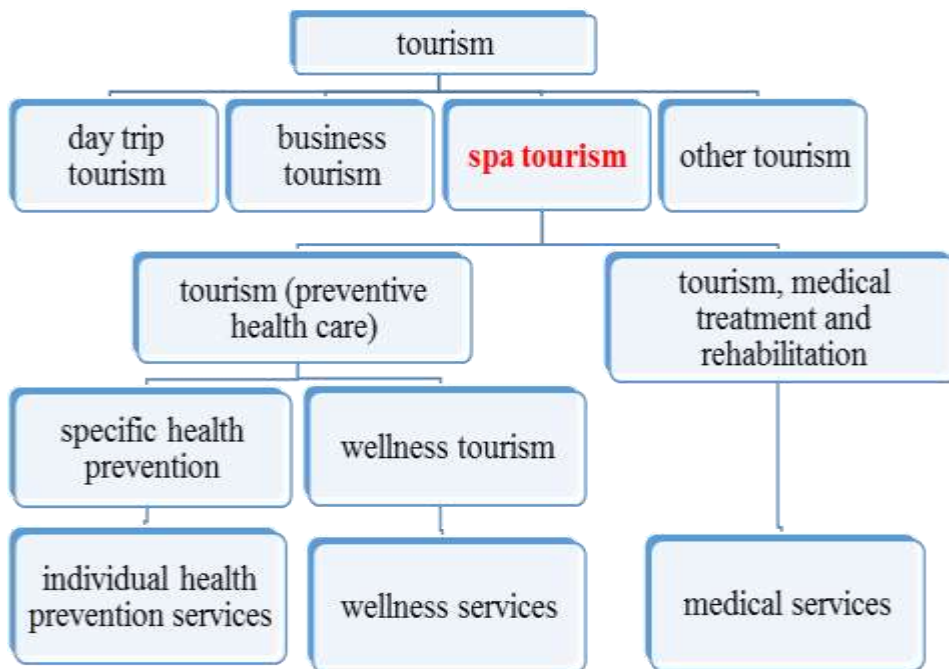 tourism
day trip
tourism
business
tourism
spa tourism
other tourism
tourism (preventive
health care)
tourism, medical
treatment and
rehabilitation
specific health
prevention
wellness tourism
individual health
prevention services
wellness services
medical services